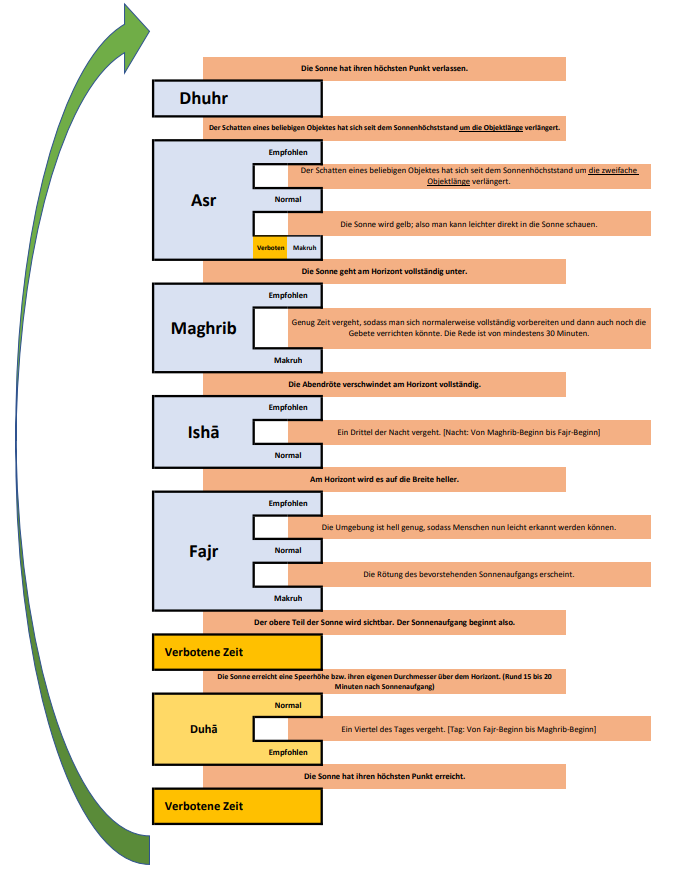 Die Sonne hat ihren höchsten Punkt verlassen.
Dhuhr
Der Schatten eines beliebigen Objektes hat sich seit dem Sonnenhöchststand um die Objektlänge verlängert.
Asr
Empfohlen
Der Schatten eines beliebigen Objektes hat sich seit dem Sonnenhöchststand um die zweifache
Objektlänge verlängert.
Normal
Die Sonne wird gelb; also man kann leichter direkt in die Sonne schauen.
Verboten
Makruh
Die Sonne geht am Horizont vollständig unter.
Maghrib
Empfohlen
Genug Zeit vergeht, sodass man sich normalerweise vollständig vorbereiten und dann auch noch die
Gebete verrichten könnte. Die Rede ist von mindestens 30 Minuten.
Makruh
Die Abendröte verschwindet am Horizont vollständig.
Ishā
Empfohlen
Ein Drittel der Nacht vergeht. [Nacht: Von Maghrib-Beginn bis Fajr-Beginn]
Normal
Am Horizont wird es auf die Breite heller.
Fajr
Empfohlen
Die Umgebung ist hell genug, sodass Menschen nun leicht erkannt werden können.
Normal
Die Rötung des bevorstehenden Sonnenaufgangs erscheint.
Makruh
Der obere Teil der Sonne wird sichtbar. Der Sonnenaufgang beginnt also.
Verbotene Zeit
Die Sonne erreicht eine Speerhöhe bzw. ihren eigenen Durchmesser über dem Horizont. (Rund 15 bis 20
Minuten nach Sonnenaufgang)
Duhā
Normal
Ein Viertel des Tages vergeht. [Tag: Von Fajr-Beginn bis Maghrib-Beginn]
Empfohlen
Die Sonne hat ihren höchsten Punkt erreicht.
Verbotene Zeit